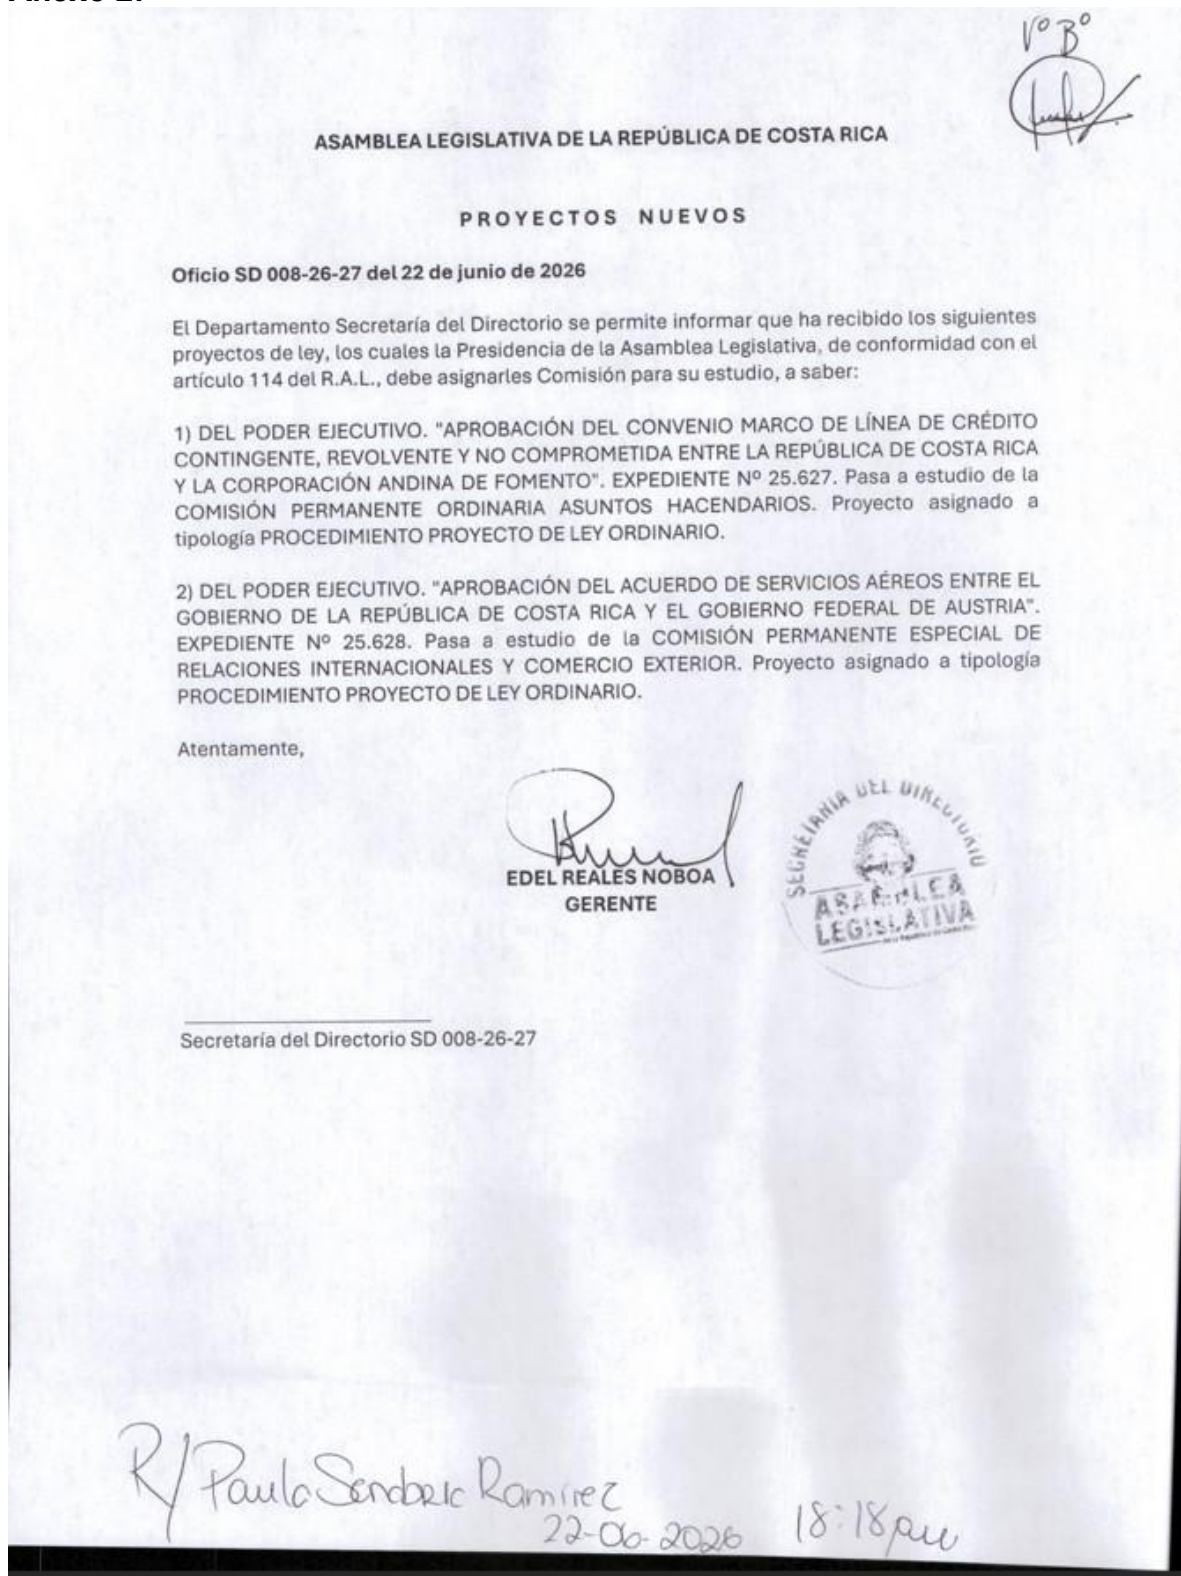 Vº Bº
ASAMBLEA LEGISLATIVA DE LA REPÚBLICA DE COSTA RICA
PROYECTOS NUEVOS
Oficio SD 008-26-27 del 22 de junio de 2026
El Departamento Secretaría del Directorio se permite informar que ha recibido los siguientes
proyectos de ley, los cuales la Presidencia de la Asamblea Legislativa, de conformidad con el
artículo 114 del R.A.L., debe asignarles Comisión para su estudio, a saber:
1) DEL PODER EJECUTIVO. "APROBACIÓN DEL CONVENIO MARCO DE LÍNEA DE CRÉDITO
CONTINGENTE, REVOLVENTE Y NO COMPROMETIDA ENTRE LA REPÚBLICA DE COSTA RICA
Y LA CORPORACIÓN ANDINA DE FOMENTO". EXPEDIENTE Nº 25.627. Pasa a estudio de la
COMISIÓN PERMANENTE ORDINARIA ASUNTOS HACENDARIOS. Proyecto asignado a
tipología PROCEDIMIENTO PROYECTO DE LEY ORDINARIO.
2) DEL PODER EJECUTIVO. "APROBACIÓN DEL ACUERDO DE SERVICIOS AÉREOS ENTRE EL
GOBIERNO DE LA REPÚBLICA DE COSTA RICA Y EL GOBIERNO FEDERAL DE AUSTRIA".
EXPEDIENTE Nº 25.628. Pasa a estudio de la COMISIÓN PERMANENTE ESPECIAL DE
RELACIONES INTERNACIONALES Y COMERCIO EXTERIOR. Proyecto asignado a tipología
PROCEDIMIENTO PROYECTO DE LEY ORDINARIO.
Atentamente,
EDEL REALES NOBOA
GERENTE
SECRETARIA DEL DIRECTORIO
ASAMBLEA
LEGISLATIVA
Secretaría del Directorio SD 008-26-27
R/ Paula Ramírez
22-06-2026 18:18 pm